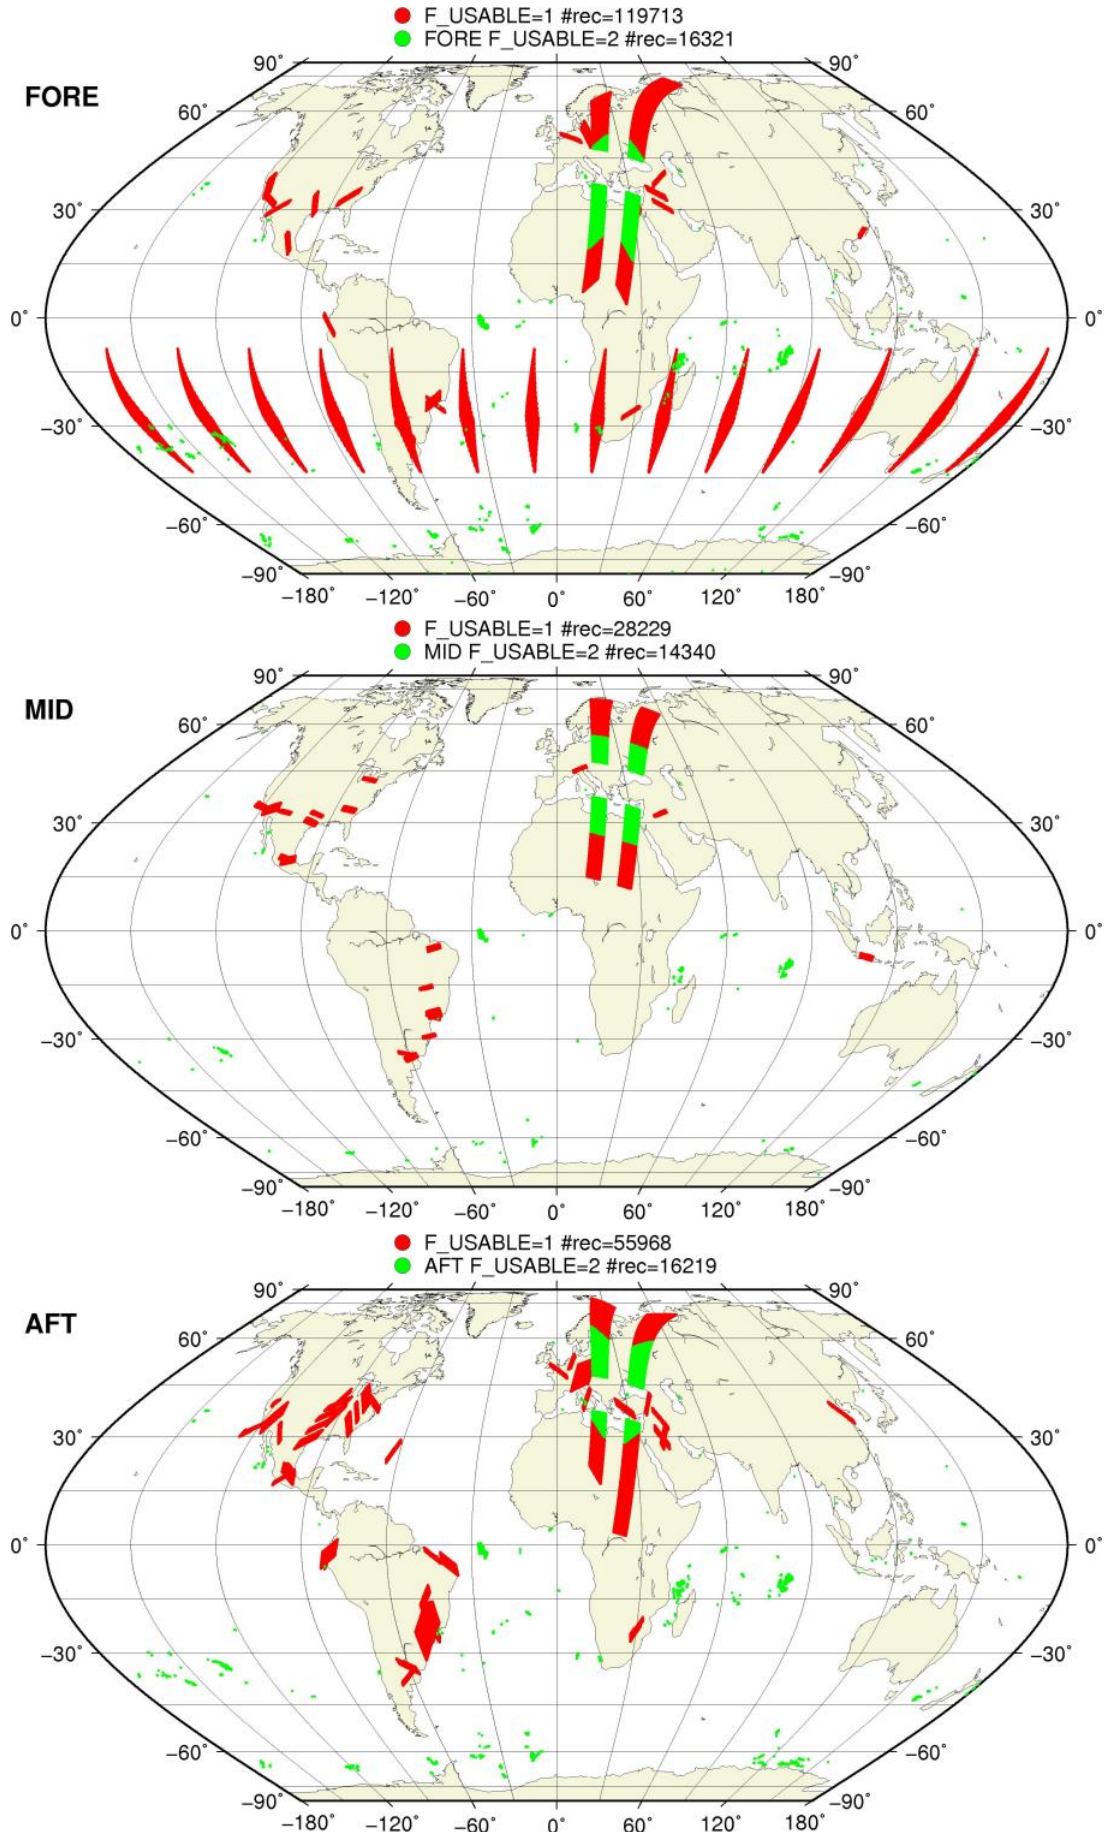 F_USABLE=1 #rec=119713
FORE F_USABLE=2 #rec=16321
FORE
90° 90°
60° 60°
30° 30°
0° 0°
−30° −30°
−60° −60°
−90° −90°
−180° −120° −60° 0° 60° 120° 180°
F_USABLE=1 #rec=28229
MID F_USABLE=2 #rec=14340
MID
90° 90°
60° 60°
30° 30°
0° 0°
−30° −30°
−60° −60°
−90° −90°
−180° −120° −60° 0° 60° 120° 180°
F_USABLE=1 #rec=55968
AFT F_USABLE=2 #rec=16219
AFT
90° 90°
60° 60°
30° 30°
0° 0°
−30° −30°
−60° −60°
−90° −90°
−180° −120° −60° 0° 60° 120° 180°